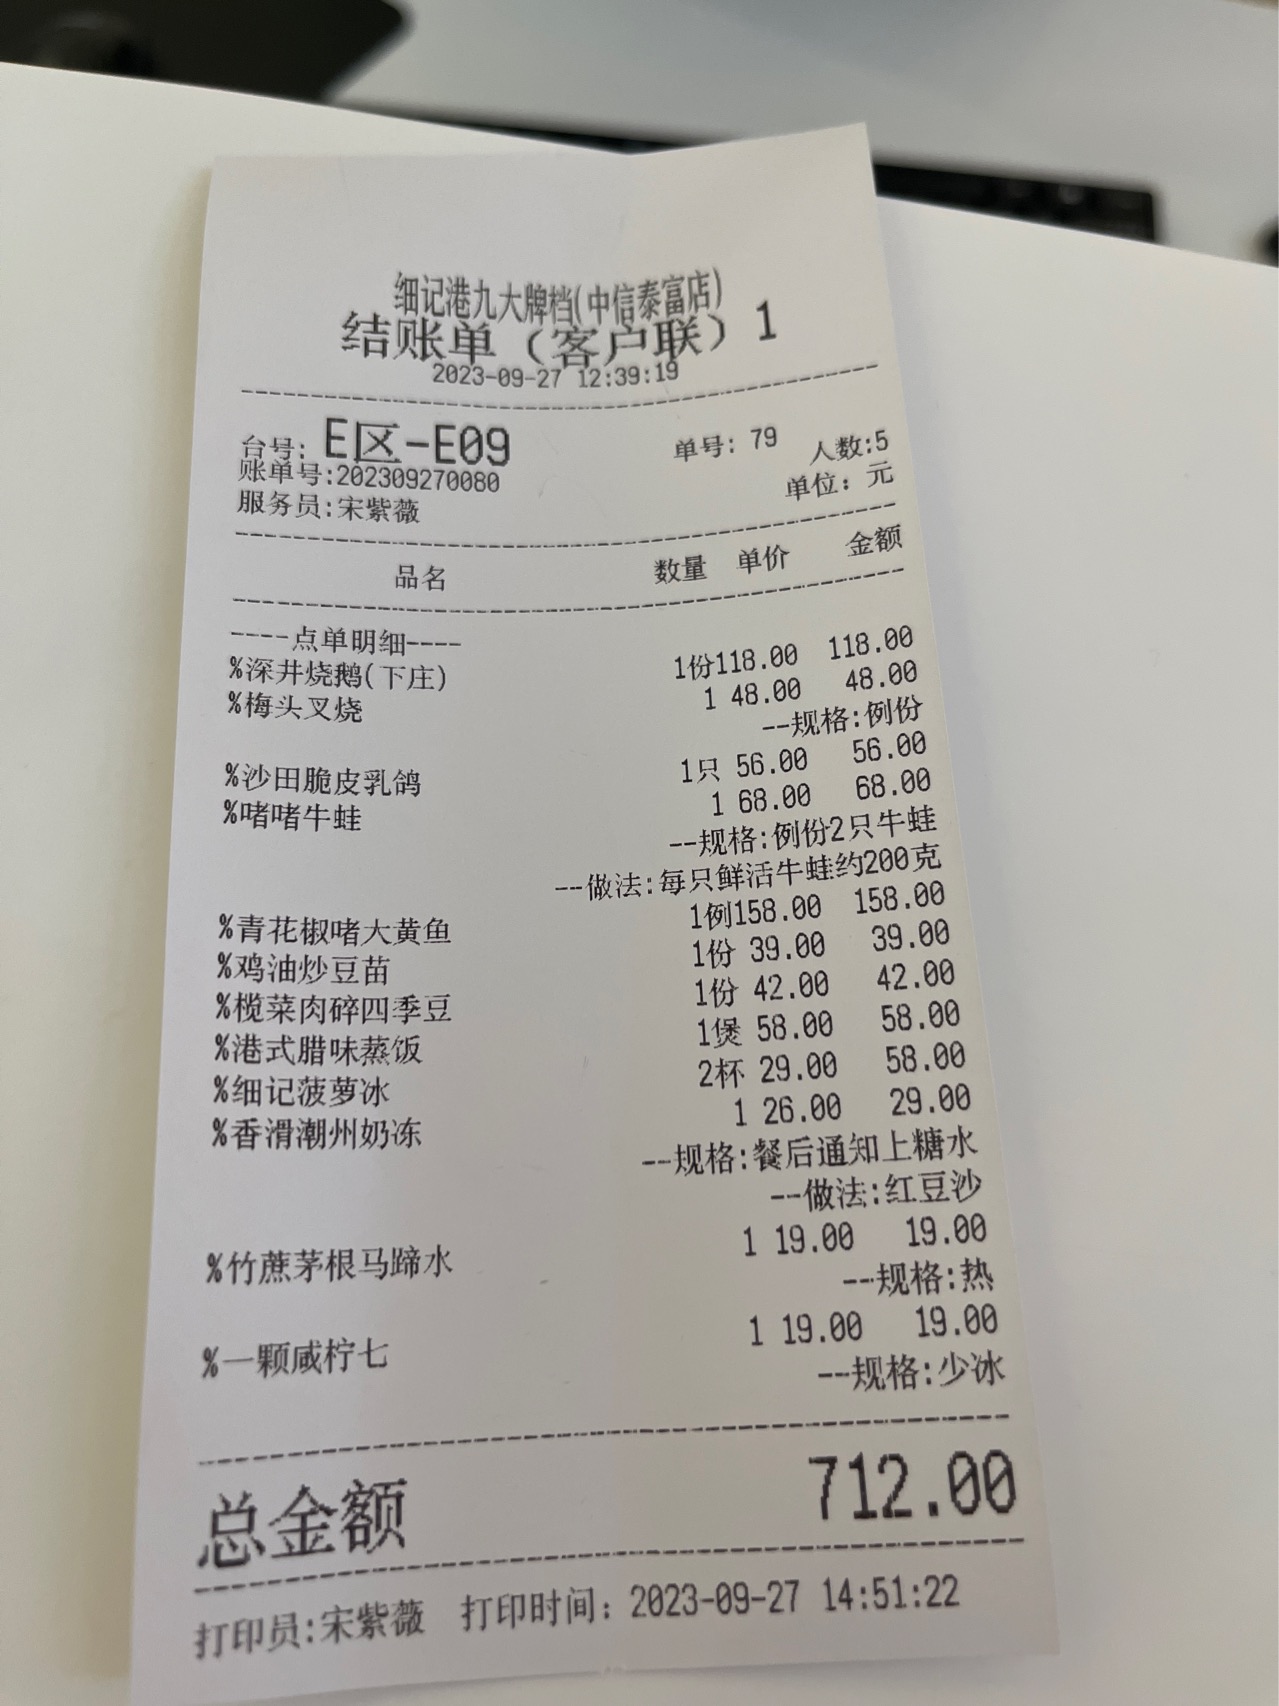 细记港九大牌档(中信泰富店)
结账单（客户联）1
2023-09-27 12:39:19
台号: E区-E09 单号: 79 人数:5
账单号:202309270080 单位: 元
服务员:宋紫薇
品名 数量 单价 金额
----点单明细----
%深井烧鹅(下庄) 1份118.00 118.00
%梅头叉烧 1 48.00 48.00
--规格:例份
%沙田脆皮乳鸽 1只 56.00 56.00
%啫啫牛蛙 1 68.00 68.00
--规格:例份2只牛蛙
--做法:每只鲜活牛蛙约200克
%青花椒啫大黄鱼 1例158.00 158.00
%鸡油炒豆苗 1份 39.00 39.00
%榄菜肉碎四季豆 1份 42.00 42.00
%港式腊味蒸饭 1煲 58.00 58.00
%细记菠萝冰 2杯 29.00 58.00
%香滑潮州奶冻 1 26.00 29.00
--规格:餐后通知上糖水
--做法:红豆沙
%竹蔗茅根马蹄水 1 19.00 19.00
--规格:热
%一颗咸柠七 1 19.00 19.00
--规格:少冰
总金额 712.00
打印员:宋紫薇 打印时间: 2023-09-27 14:51:22